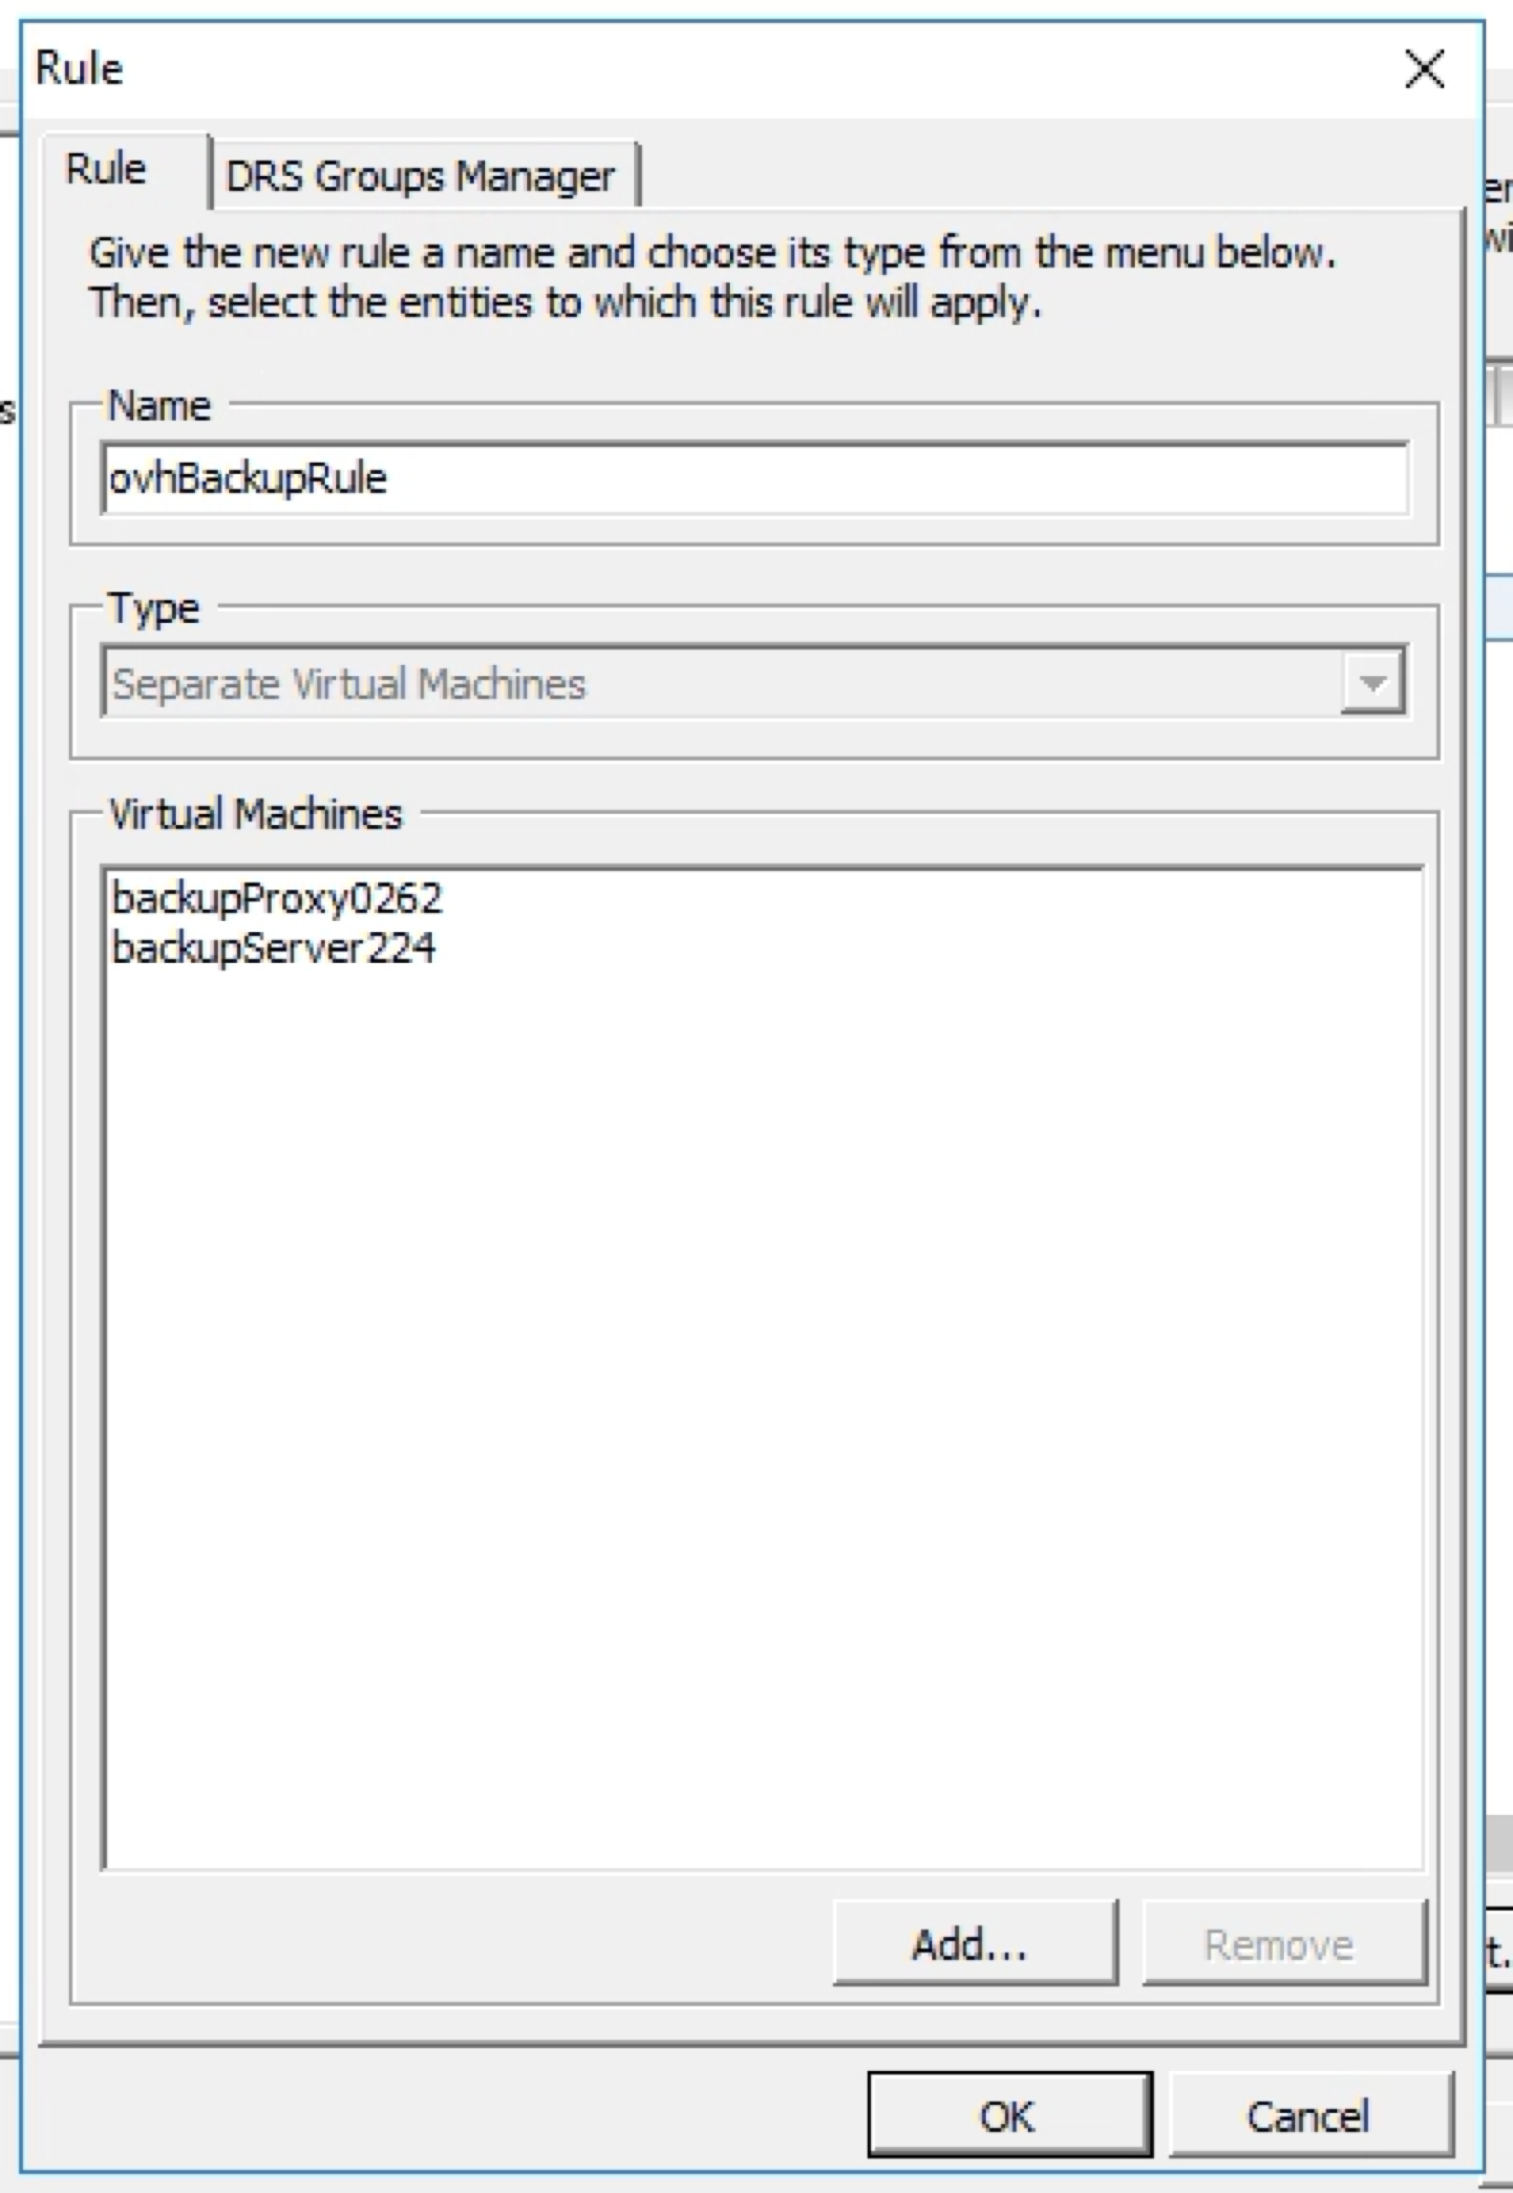 Rule
Rule
DRS Groups Manager
Give the new rule a name and choose its type from the menu below.
Then, select the entities to which this rule will apply.
Name
ovhBackupRule
Type
Separate Virtual Machines
Virtual Machines
backupProxy0262
backupServer224
Add...
Remove
OK
Cancel